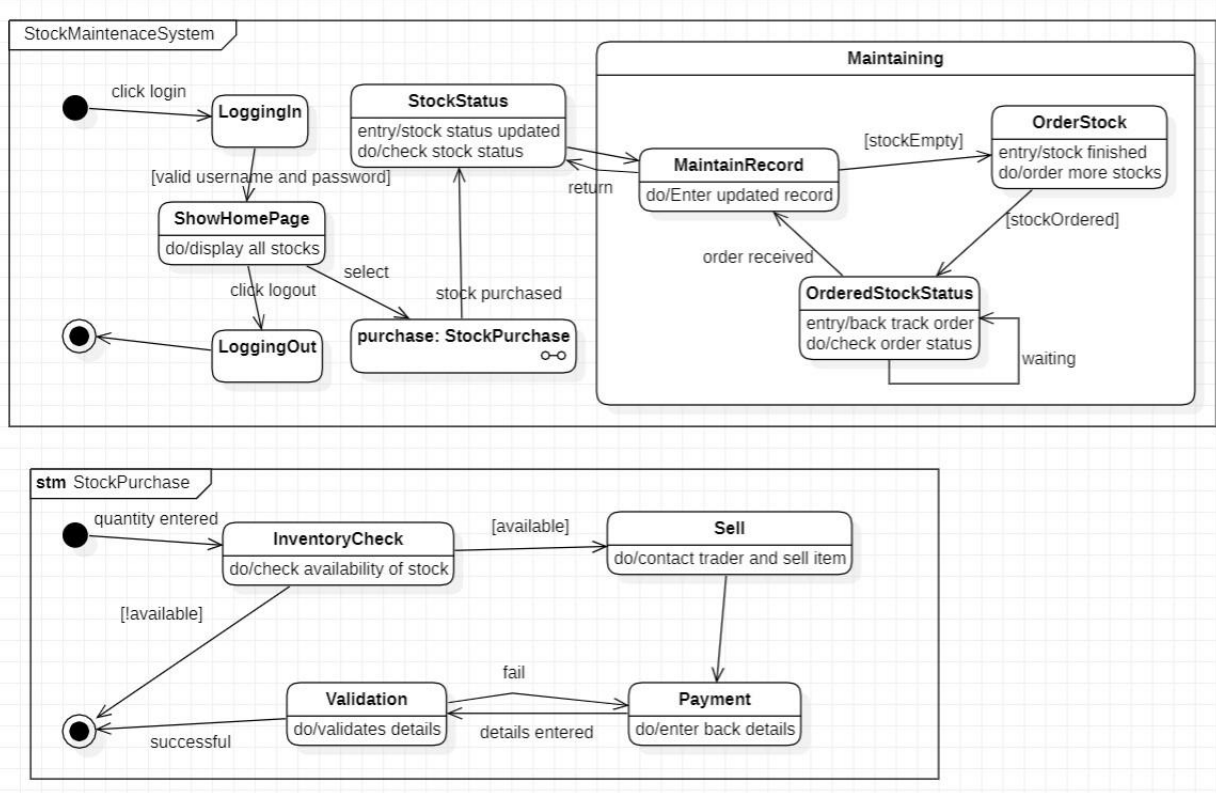 StockMaintenaceSystem
click login
LoggingIn
[valid username and password]
ShowHomePage
do/display all stocks
click logout
select
LoggingOut
StockStatus
entry/stock status updated
do/check stock status
stock purchased
purchase: StockPurchase
return
Maintaining
MaintainRecord
do/Enter updated record
[stockEmpty]
OrderStock
entry/stock finished
do/order more stocks
[stockOrdered]
order received
OrderedStockStatus
entry/back track order
do/check order status
waiting
stm StockPurchase
quantity entered
InventoryCheck
do/check availability of stock
[available]
Sell
do/contact trader and sell item
[!available]
Validation
do/validates details
fail
details entered
Payment
do/enter back details
successful